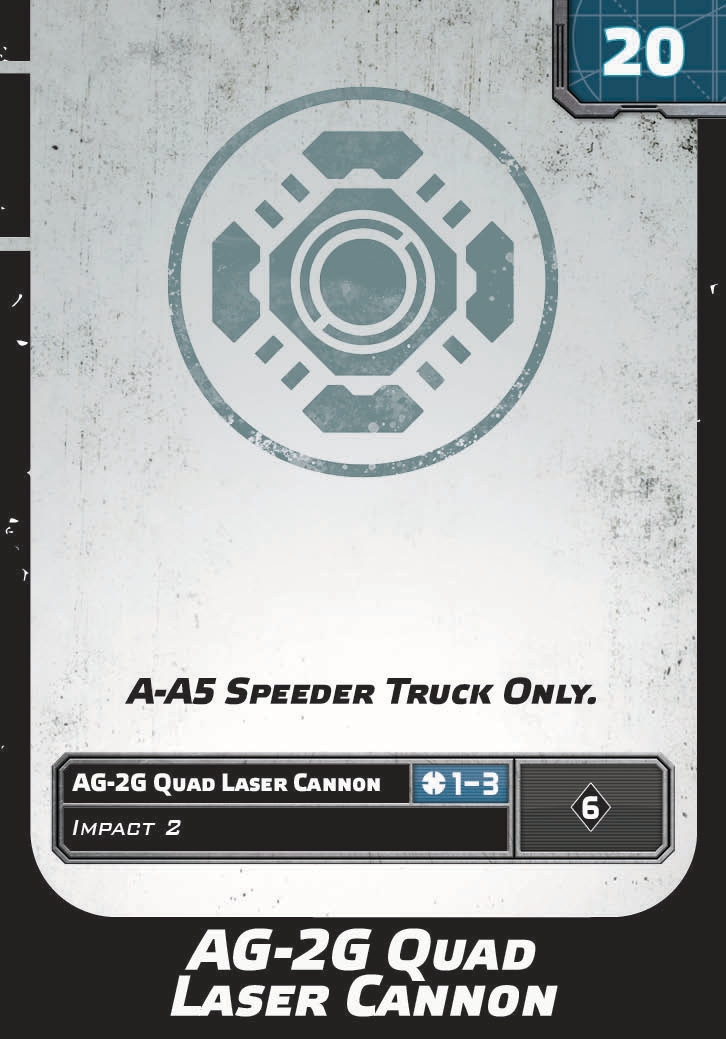 20
A-A5 Speeder Truck Only.
AG-2G Quad Laser Cannon 1–3
6
Impact 2
AG-2G Quad
Laser Cannon